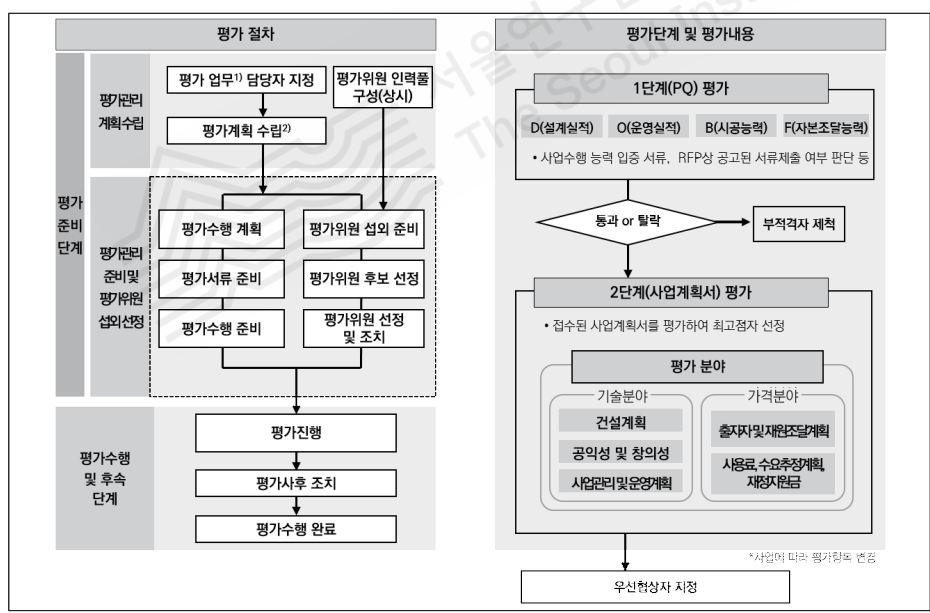 평가 절차
평가
준비
단계
평가관리
계획수립
평가 업무1) 담당자 지정
평가위원 인력풀
구성(상시)
평가계획 수립2)
평가관리
준비 및
평가위원
섭외선정
평가수행 계획
평가위원 섭외 준비
평가서류 준비
평가위원 후보 선정
평가수행 준비
평가위원 선정
및 조치
평가수행
및 후속
단계
평가진행
평가사후 조치
평가수행 완료
평가단계 및 평가내용
1단계(PQ) 평가
D(설계실적)
O(운영실적)
B(시공능력)
F(자본조달능력)
• 사업수행 능력 입증 서류, RFP상 공고된 서류제출 여부 판단 등
통과 or 탈락
부적격자 제척
2단계(사업계획서) 평가
• 접수된 사업계획서를 평가하여 최고점자 선정
평가 분야
기술분야
건설계획
공익성 및 창의성
사업관리 및 운영계획
가격분야
출자자 및 재원조달계획
사용료, 수요추정계획,
재정지원금
*사업에 따라 평가항목 변경
우선협상자 지정
서울연구원
The Seoul Inst